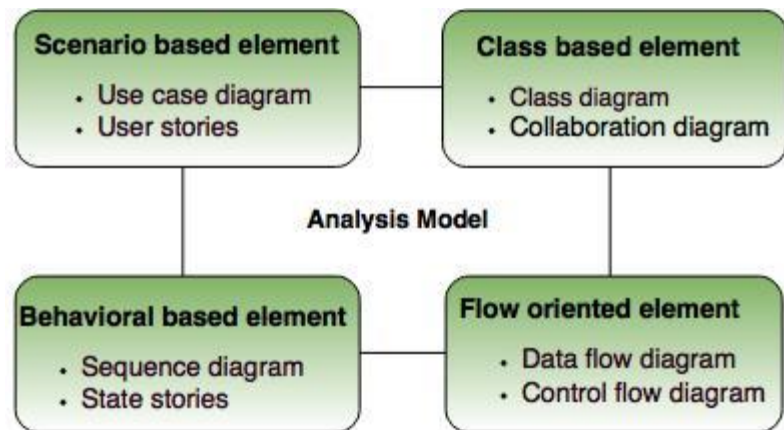 Scenario based element
• Use case diagram
• User stories
Class based element
• Class diagram
• Collaboration diagram
Analysis Model
Behavioral based element
• Sequence diagram
• State stories
Flow oriented element
• Data flow diagram
• Control flow diagram